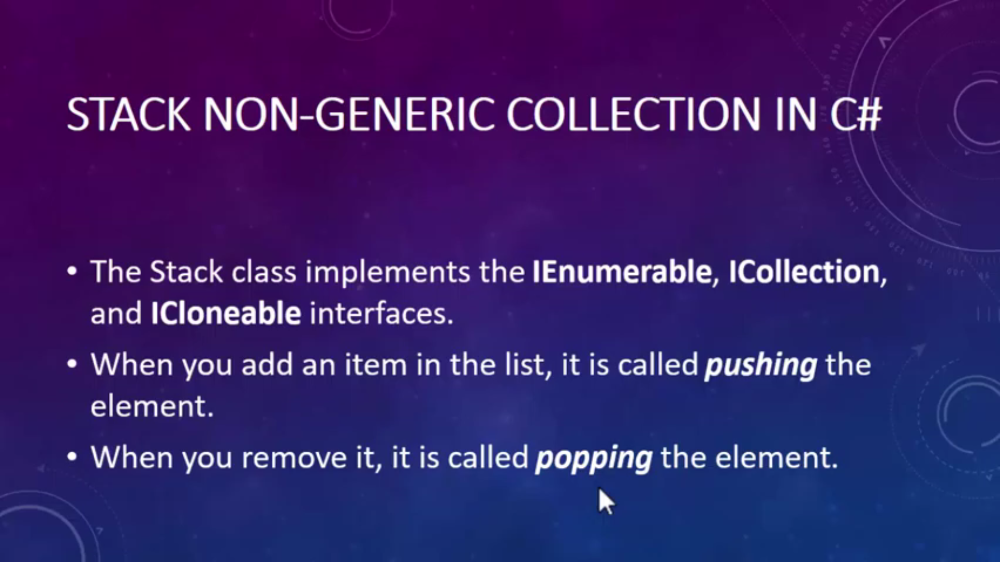 STACK NON-GENERIC COLLECTION IN C#
• The Stack class implements the IEnumerable, ICollection,
and ICloneable interfaces.
• When you add an item in the list, it is called pushing the
element.
• When you remove it, it is called popping the element.